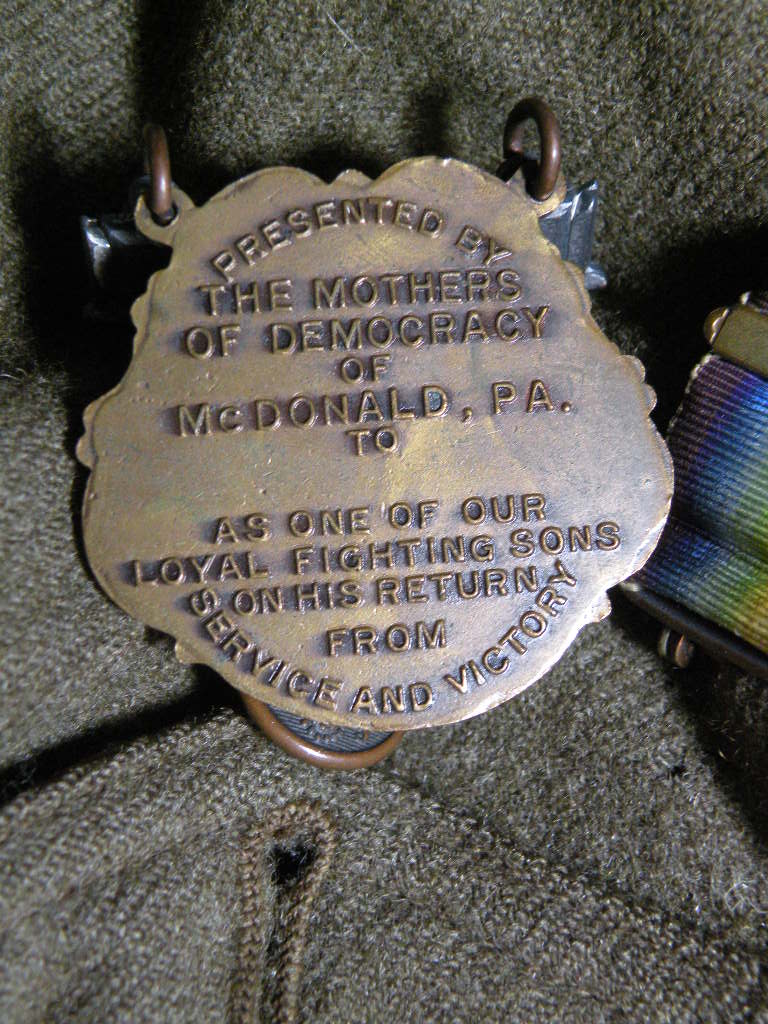 PRESENTED BY
THE MOTHERS
OF DEMOCRACY
OF
McDONALD, PA.
TO
AS ONE OF OUR
LOYAL FIGHTING SONS
ON HIS RETURN
FROM
SERVICE AND VICTORY